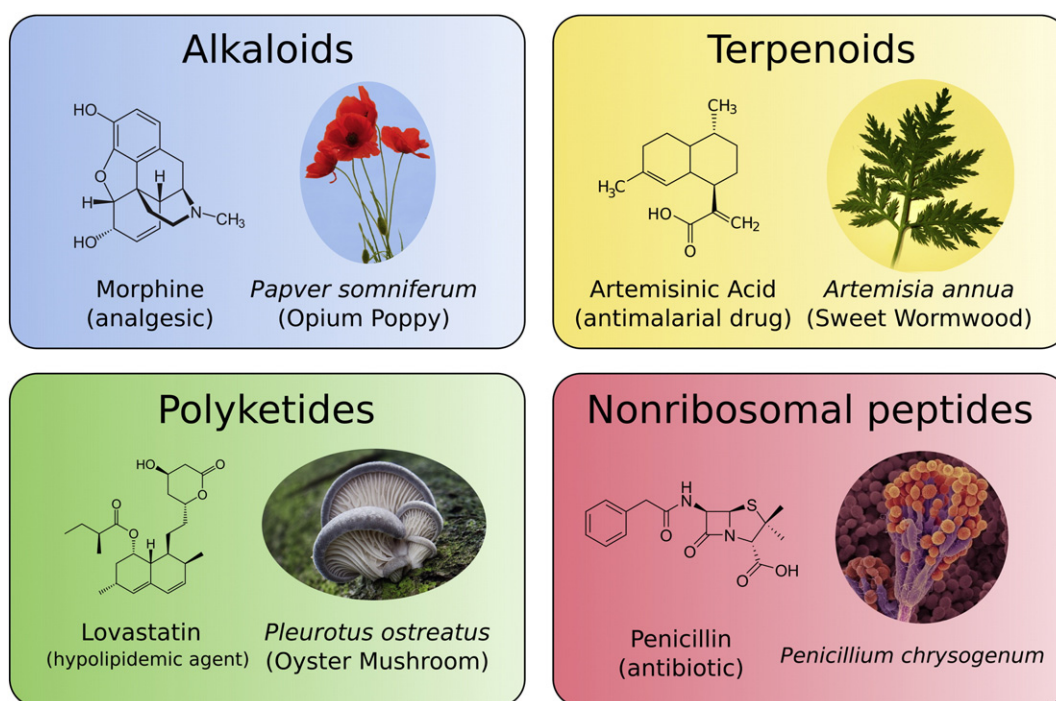 Alkaloids
HO
O
H
H
N
CH3
HO
Morphine
(analgesic)
Papver somniferum
(Opium Poppy)
Terpenoids
CH3
H3C
HO
O
CH2
Artemisinic Acid
(antimalarial drug)
Artemisia annua
(Sweet Wormwood)
Polyketides
HO
O
O
O
O
H
Lovastatin
(hypolipidemic agent)
Pleurotus ostreatus
(Oyster Mushroom)
Nonribosomal peptides
H
N
S
O
N
O
O
OH
Penicillin
(antibiotic)
Penicillium chrysogenum